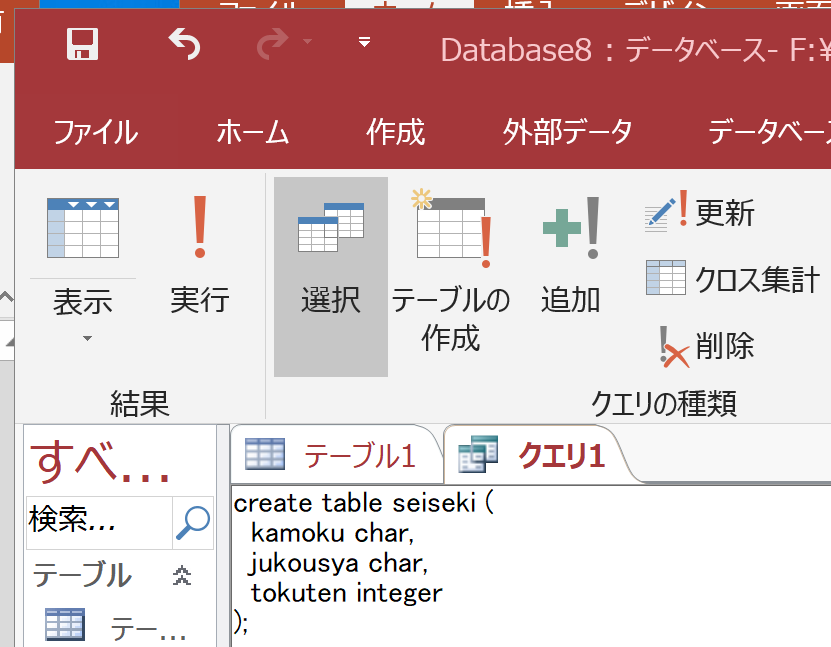 Database8 : データベース- F:¥
ファイル
ホーム
作成
外部データ
データベー
表示
実行
選択
テーブルの
作成
追加
更新
クロス集計
削除
結果
クエリの種類
すべ...
検索...
テーブル
テー...
テーブル1
クエリ1
create table seiseki (
kamoku char,
jukousya char,
tokuten integer
);